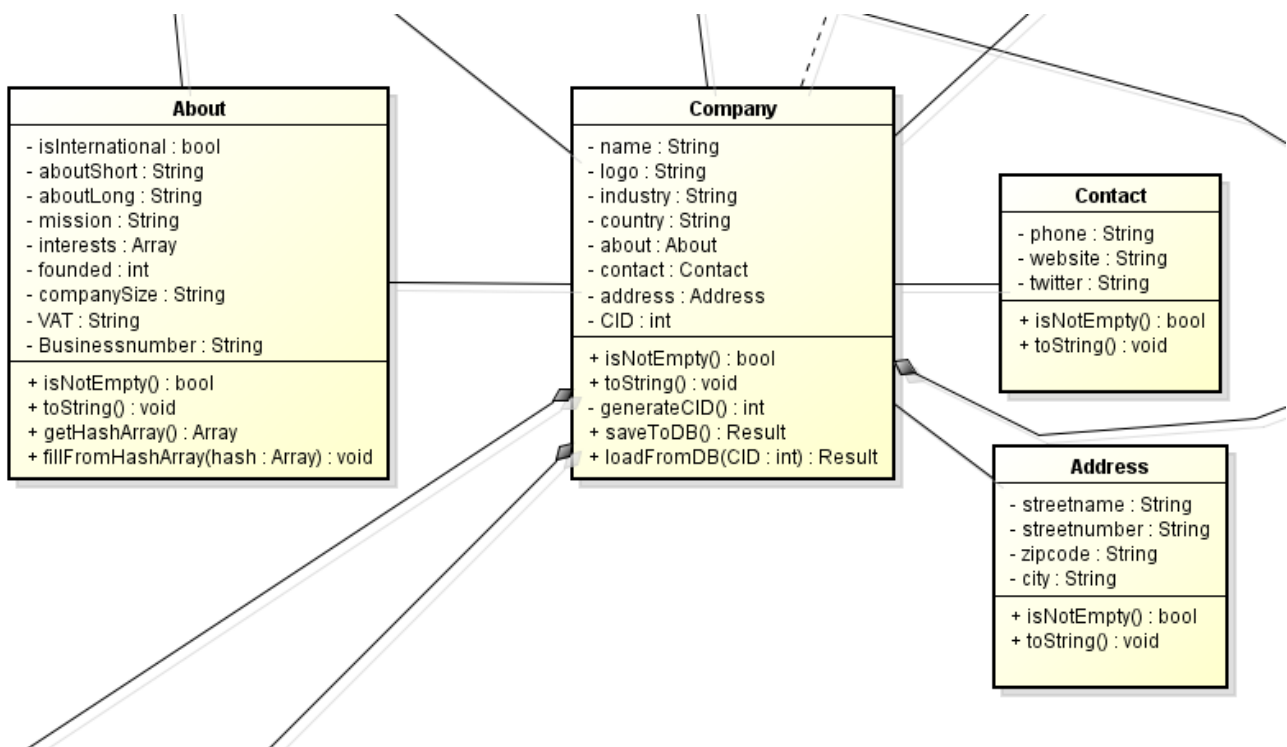 About
- isInternational : bool
- aboutShort : String
- aboutLong : String
- mission : String
- interests : Array
- founded : int
- companySize : String
- VAT : String
- Businessnumber : String
+ isNotEmpty() : bool
+ toString() : void
+ getHashArray() : Array
+ fillFromHashArray(hash : Array) : void
Company
- name : String
- logo : String
- industry : String
- country : String
- about : About
- contact : Contact
- address : Address
- CID : int
+ isNotEmpty() : bool
+ toString() : void
- generateCID() : int
+ saveToDB() : Result
+ loadFromDB(CID : int) : Result
Contact
- phone : String
- website : String
- twitter : String
+ isNotEmpty() : bool
+ toString() : void
Address
- streetname : String
- streetnumber : String
- zipcode : String
- city : String
+ isNotEmpty() : bool
+ toString() : void